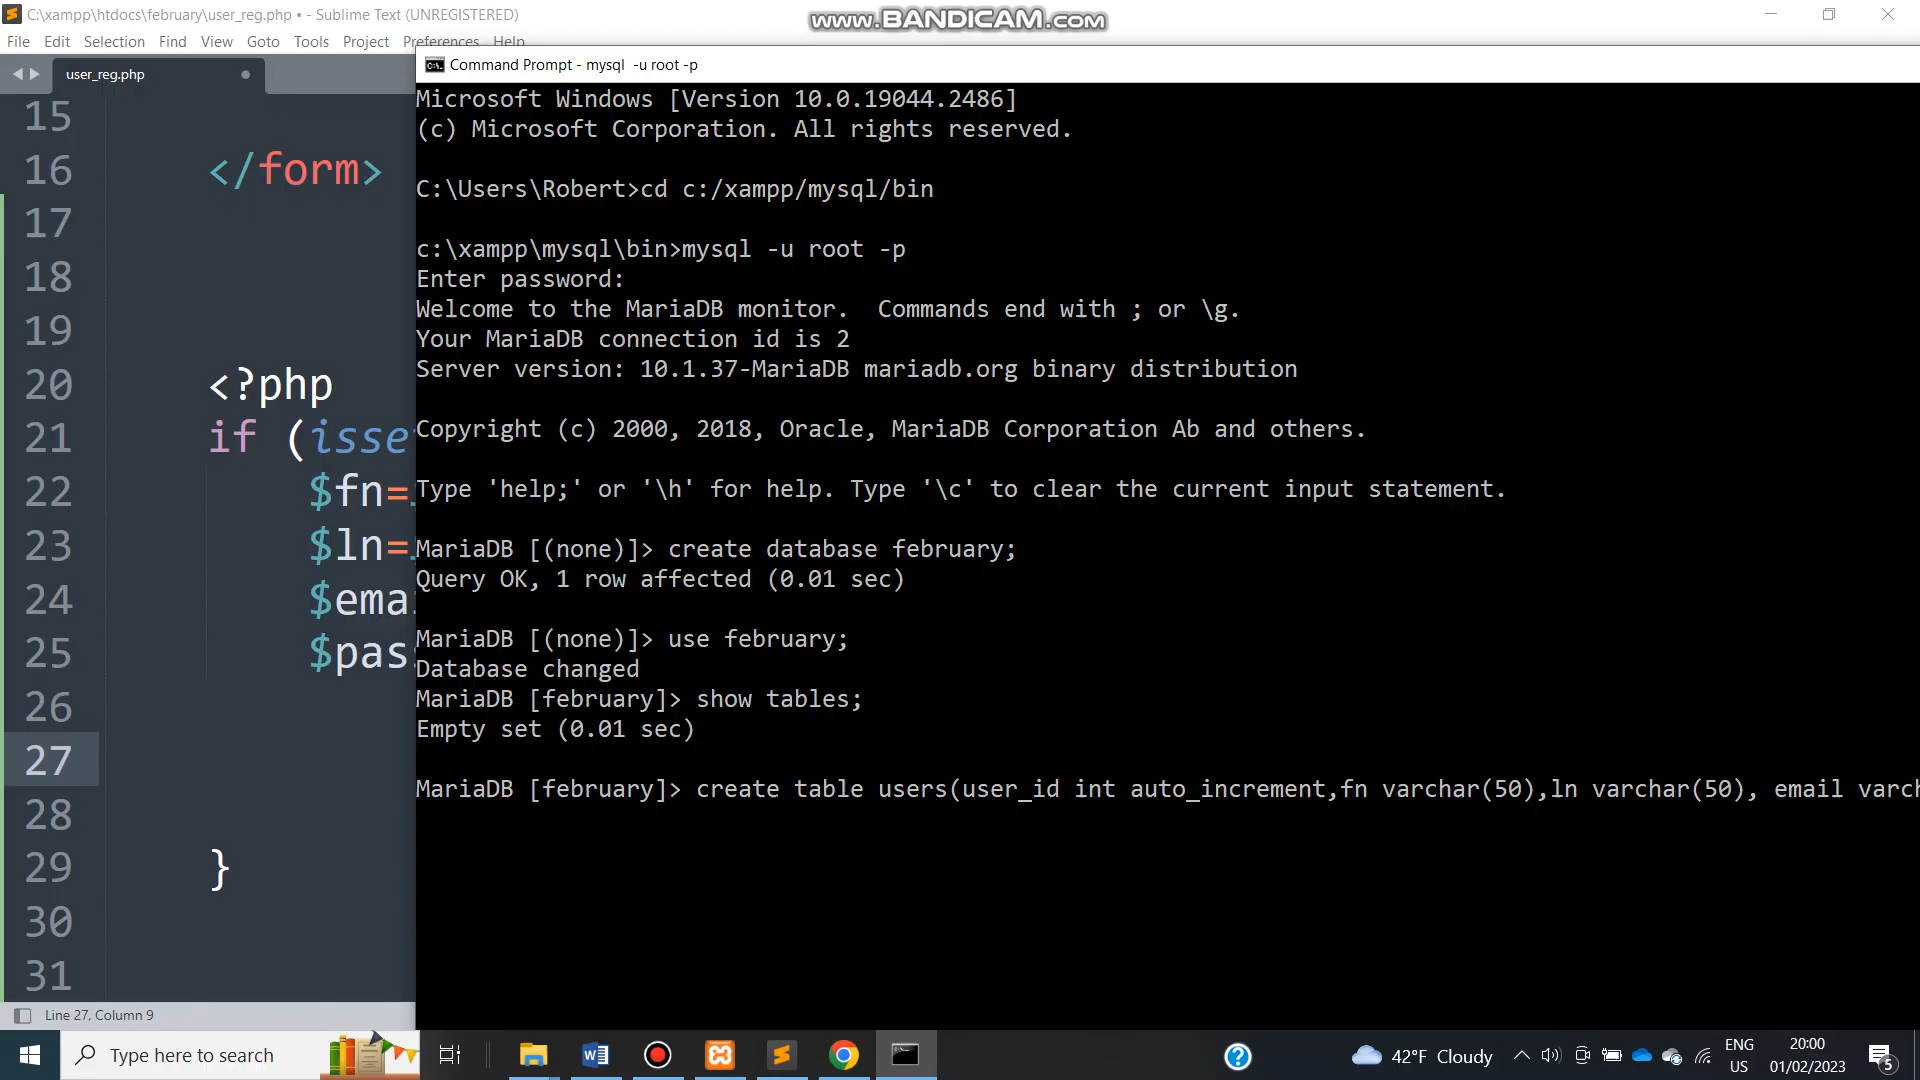 C:\xampp\htdocs\february\user_reg.php • - Sublime Text (UNREGISTERED)
www.BANDICAM.com
File Edit Selection Find View Goto Tools Project Preferences Help
user_reg.php
Command Prompt - mysql -u root -p
15
16 </form>
17
18
19
20 <?php
21 if (isse
22 $fn=
23 $ln=
24 $emai
25 $pas
26
27
28
29 }
30
31
Microsoft Windows [Version 10.0.19044.2486]
(c) Microsoft Corporation. All rights reserved.
C:\Users\Robert>cd c:/xampp/mysql/bin
c:\xampp\mysql\bin>mysql -u root -p
Enter password:
Welcome to the MariaDB monitor.  Commands end with ; or \g.
Your MariaDB connection id is 2
Server version: 10.1.37-MariaDB mariadb.org binary distribution
Copyright (c) 2000, 2018, Oracle, MariaDB Corporation Ab and others.
Type 'help;' or '\h' for help. Type '\c' to clear the current input statement.
MariaDB [(none)]> create database february;
Query OK, 1 row affected (0.01 sec)
MariaDB [(none)]> use february;
Database changed
MariaDB [february]> show tables;
Empty set (0.01 sec)
MariaDB [february]> create table users(user_id int auto_increment,fn varchar(50),ln varchar(50), email varch
Line 27, Column 9
Type here to search
42°F Cloudy
ENG
US
20:00
01/02/2023
5